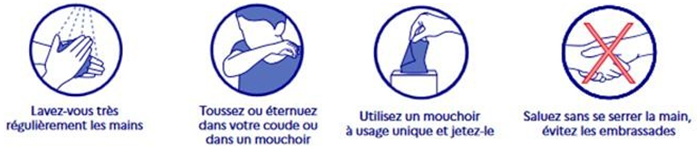 Lavez-vous très
régulièrement les mains
Toussez ou éternuez
dans votre coude ou
dans un mouchoir
Utilisez un mouchoir
à usage unique et jetez-le
Saluez sans se serrer la main,
évitez les embrassades